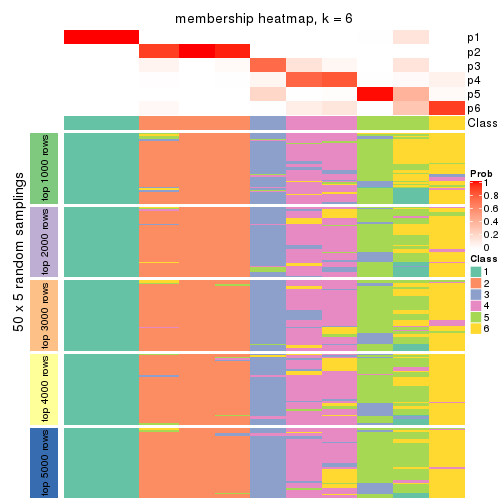 membership heatmap, k = 6
p1
p2
p3
p4
p5
p6
Class
50 x 5 random samplings
top 1000 rows
top 2000 rows
top 3000 rows
top 4000 rows
top 5000 rows
Prob
1
0.8
0.6
0.4
0.2
0
Class
1
2
3
4
5
6